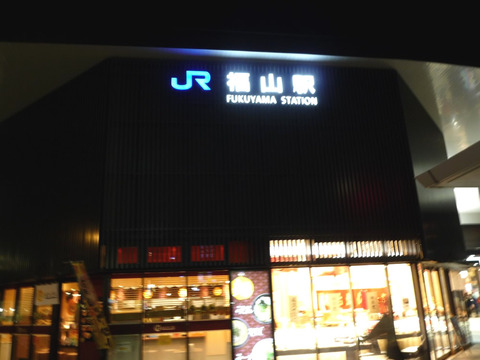 JR 福山駅
FUKUYAMA STATION